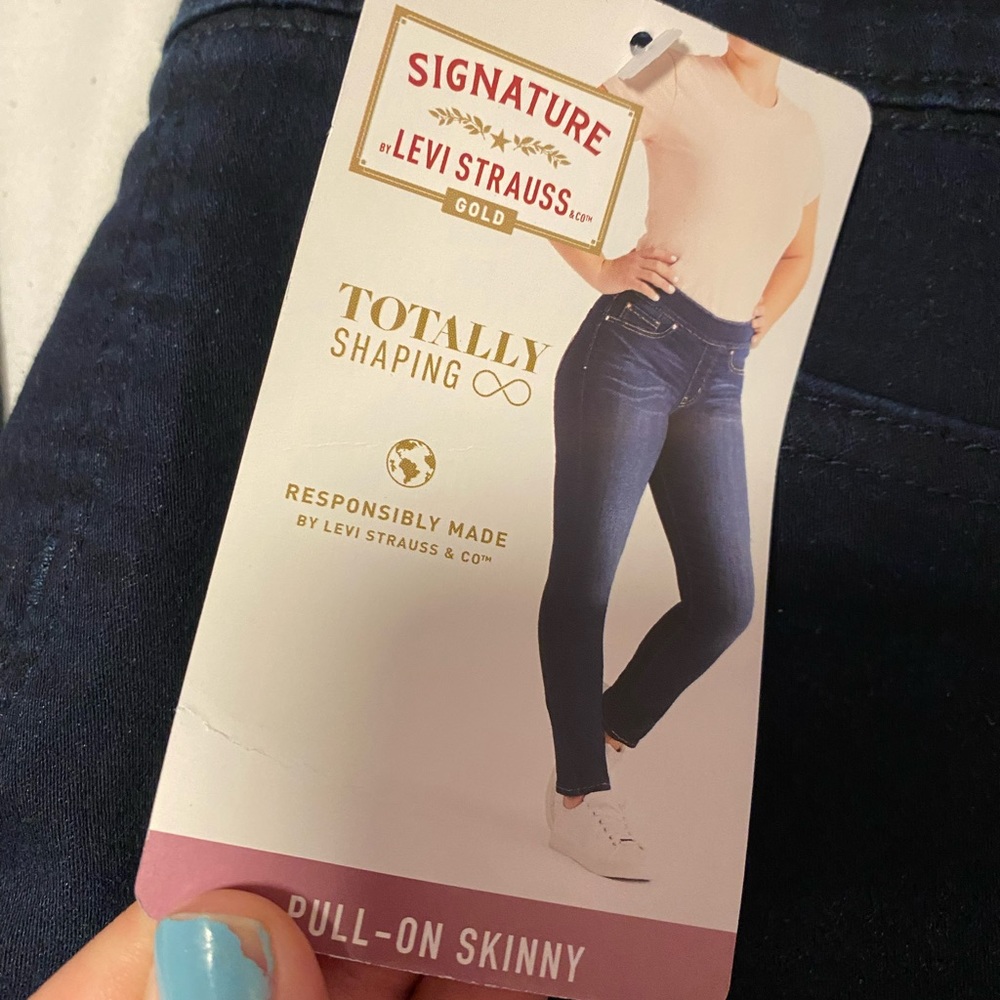 SIGNATURE
BY LEVI STRAUSS & CO™
GOLD
TOTALLY
SHAPING
RESPONSIBLY MADE
BY LEVI STRAUSS & CO™
PULL-ON SKINNY